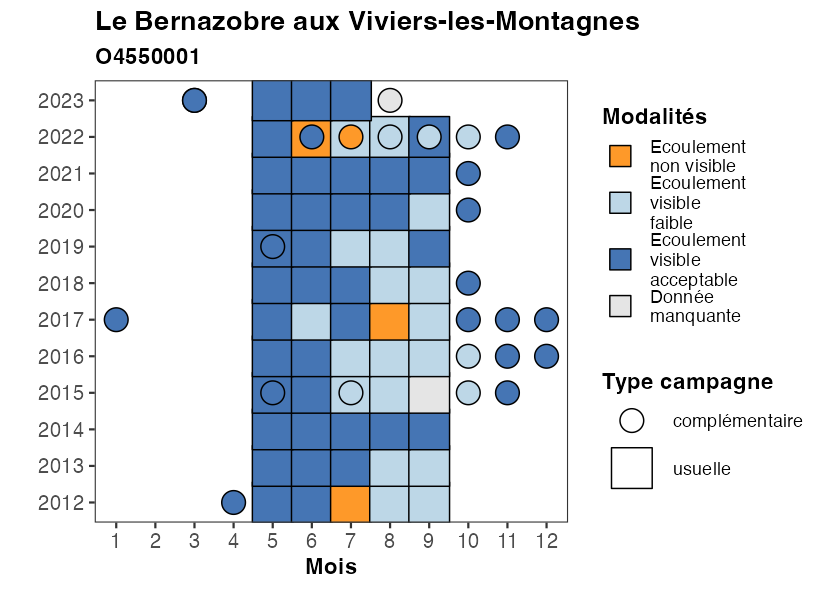 Le Bernazobre aux Viviers-les-Montagnes
O4550001
2023
2022
2021
2020
2019
2018
2017
2016
2015
2014
2013
2012
1 2 3 4 5 6 7 8 9 10 11 12
Mois
Modalités
Ecoulement
non visible
Ecoulement
visible
faible
Ecoulement
visible
acceptable
Donnée
manquante
Type campagne
complémentaire
usuelle